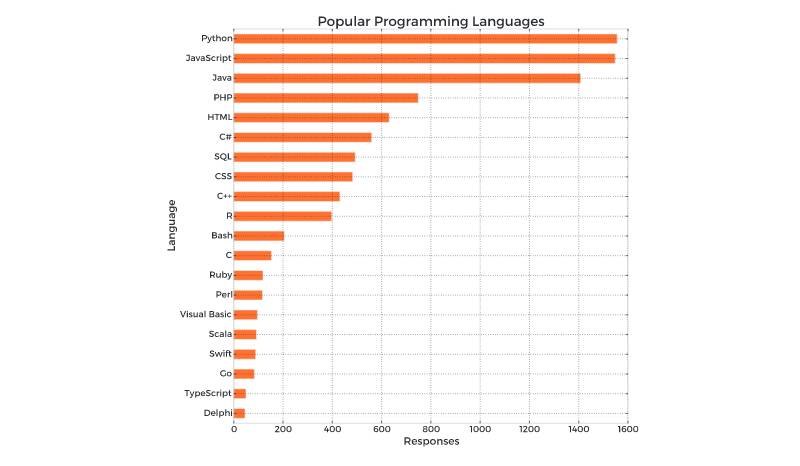 Popular Programming Languages
Python
JavaScript
Java
PHP
HTML
C#
SQL
CSS
C++
R
Bash
C
Ruby
Perl
Visual Basic
Scala
Swift
Go
TypeScript
Delphi
Language
0 200 400 600 800 1000 1200 1400 1600
Responses